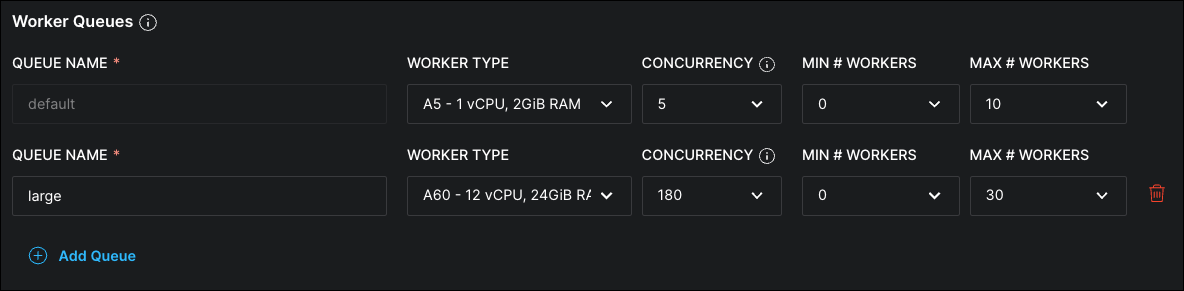 Worker Queues
QUEUE NAME * WORKER TYPE CONCURRENCY MIN # WORKERS MAX # WORKERS
default A5 - 1 vCPU, 2GiB RAM 5 0 10
QUEUE NAME * WORKER TYPE CONCURRENCY MIN # WORKERS MAX # WORKERS
large A60 - 12 vCPU, 24GiB RA 180 0 30
Add Queue